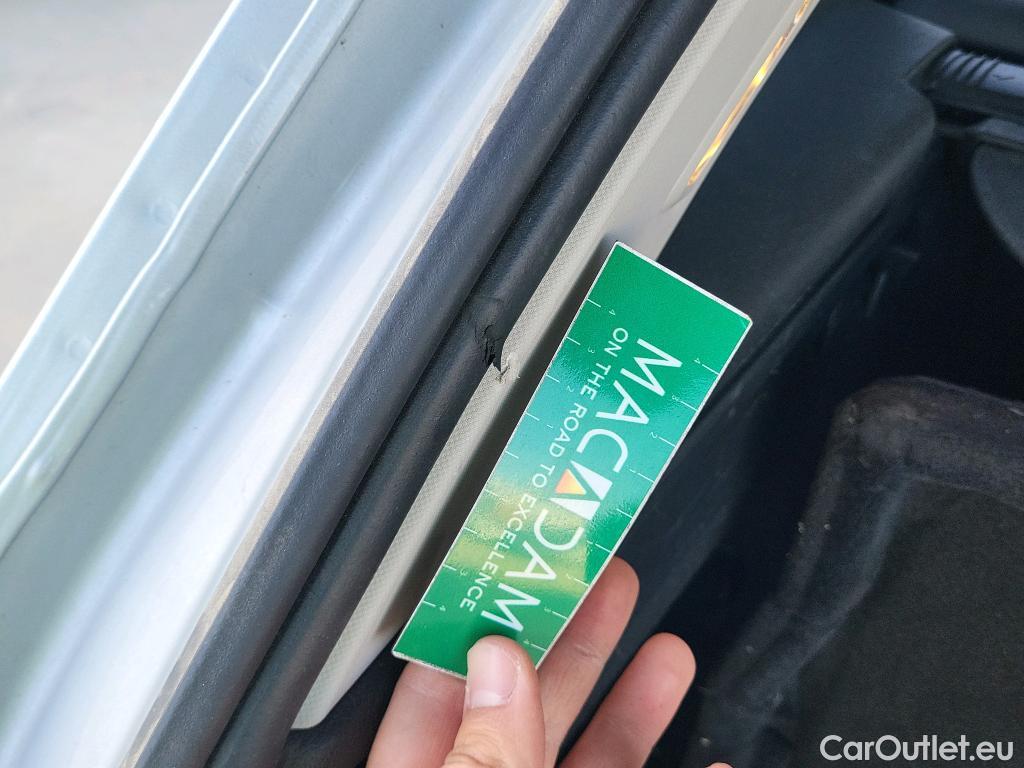 MACADAM
ON THE ROAD TO EXCELLENCE
CarOutlet.eu